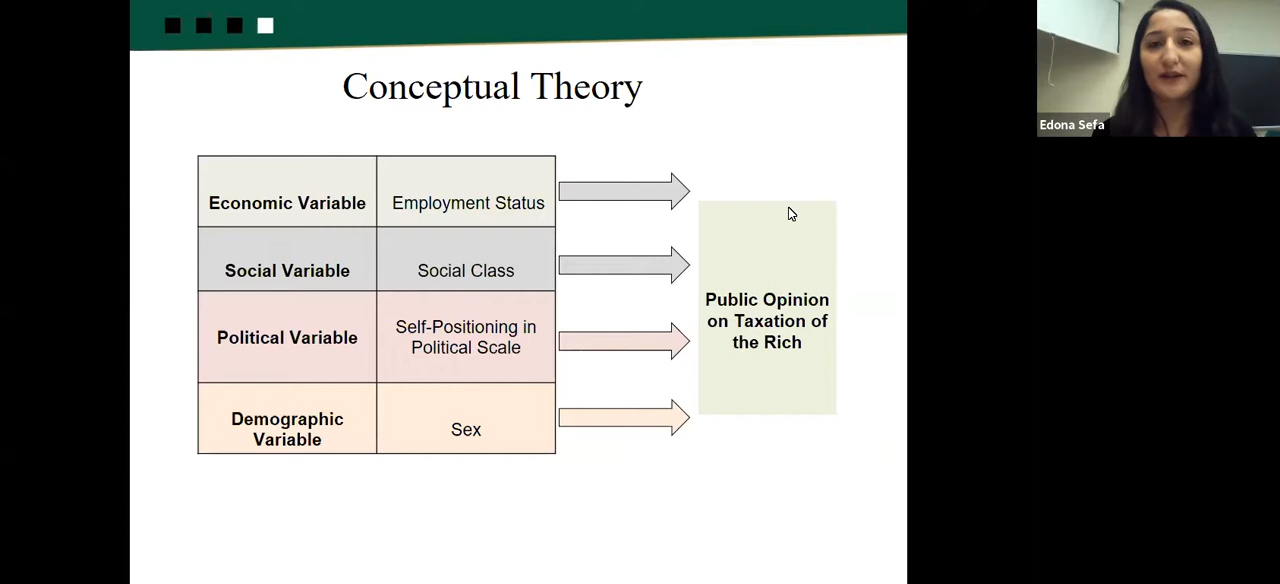 Conceptual Theory
Edona Sefa
Economic Variable
Employment Status
Social Variable
Social Class
Political Variable
Self-Positioning in
Political Scale
Demographic
Variable
Sex
Public Opinion
on Taxation of
the Rich